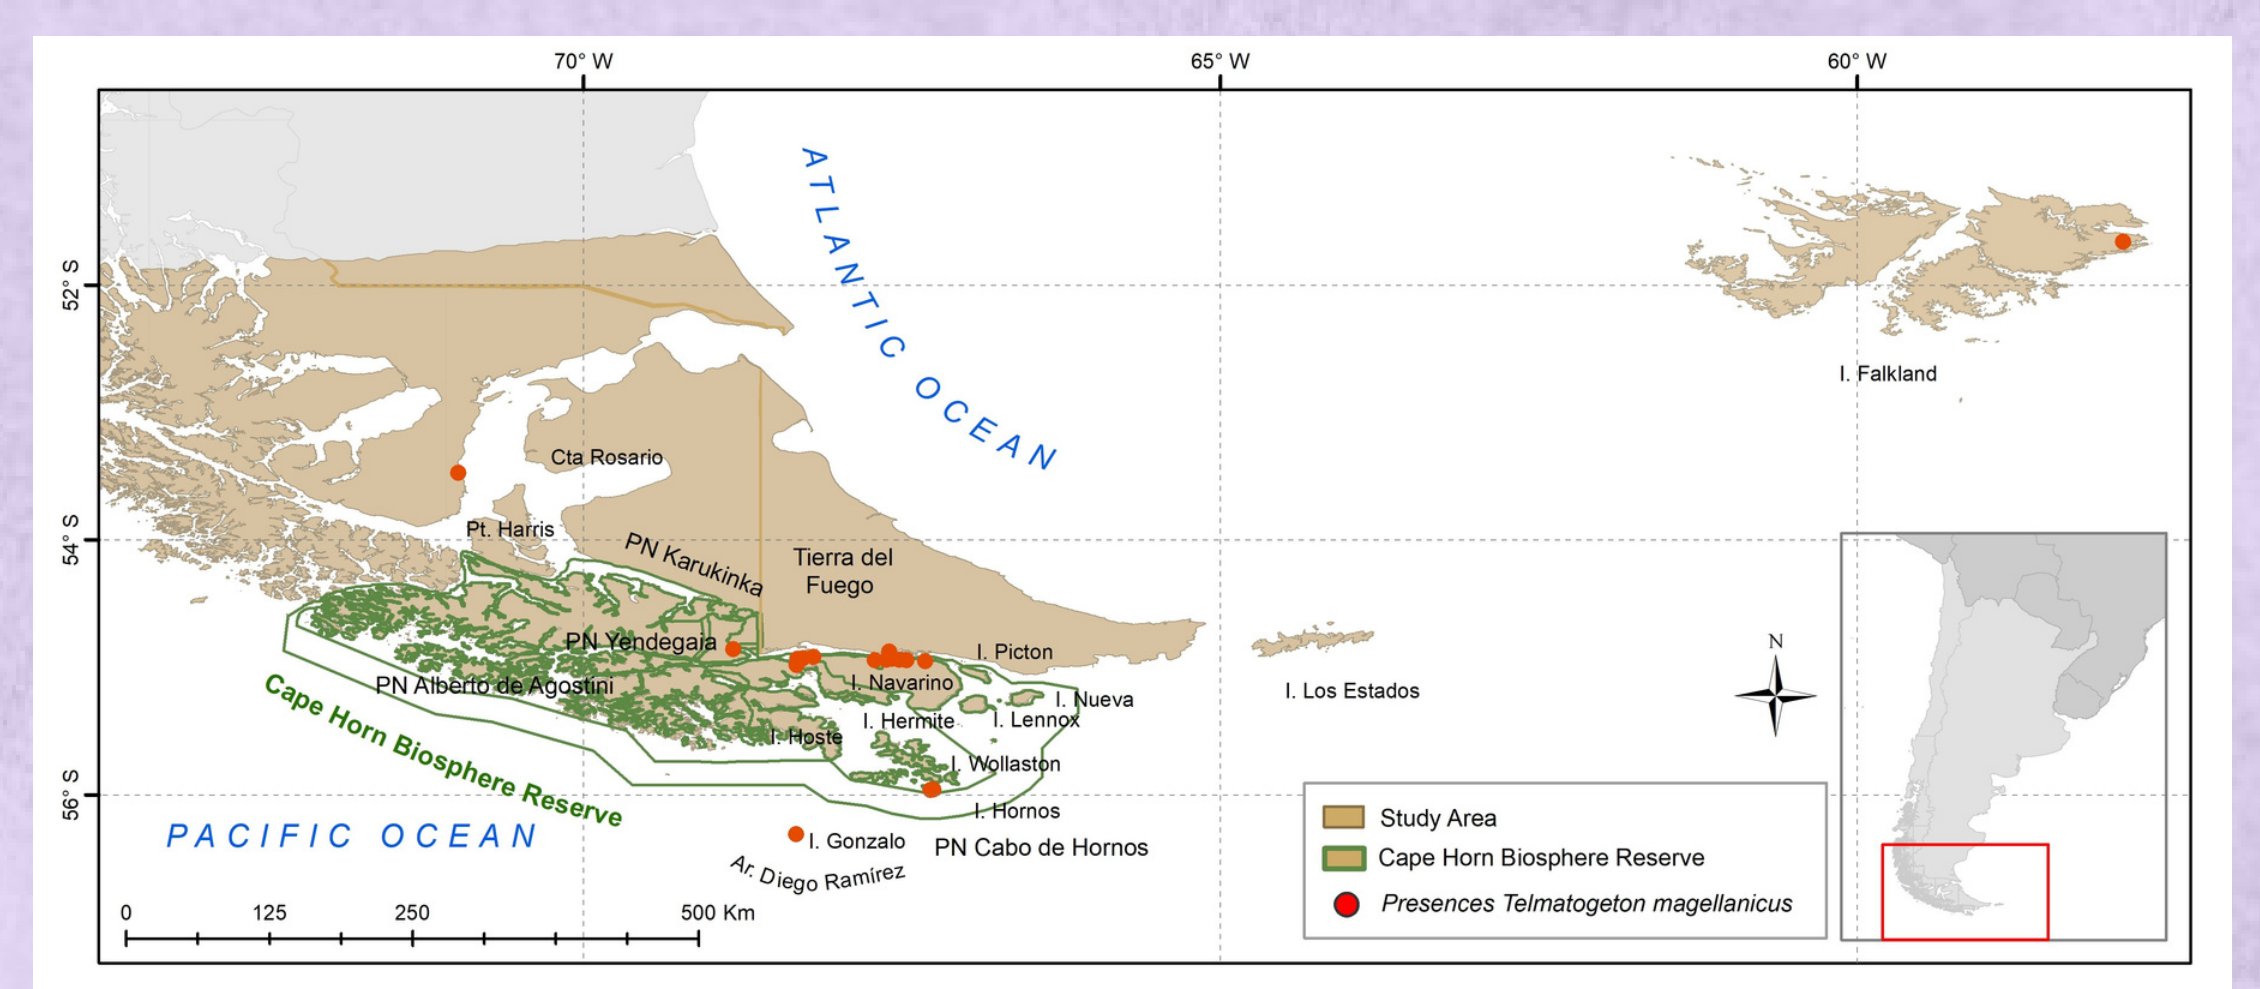 70° W
65° W
60° W
52° S
54° S
56° S
ATLANTIC OCEAN
I. Falkland
Cta Rosario
Pt. Harris
PN Karukinka
Tierra del
Fuego
PN Yendegaia
I. Picton
PN Alberto de Agostini
I. Navarino
I. Nueva
I. Los Estados
I. Hermite
I. Lennox
I. Hoste
I. Wollaston
Cape Horn Biosphere Reserve
I. Hornos
PACIFIC OCEAN
I. Gonzalo
PN Cabo de Hornos
Ar. Diego Ramírez
0 125 250 500 Km
N
Study Area
Cape Horn Biosphere Reserve
Presences Telmatogeton magellanicus